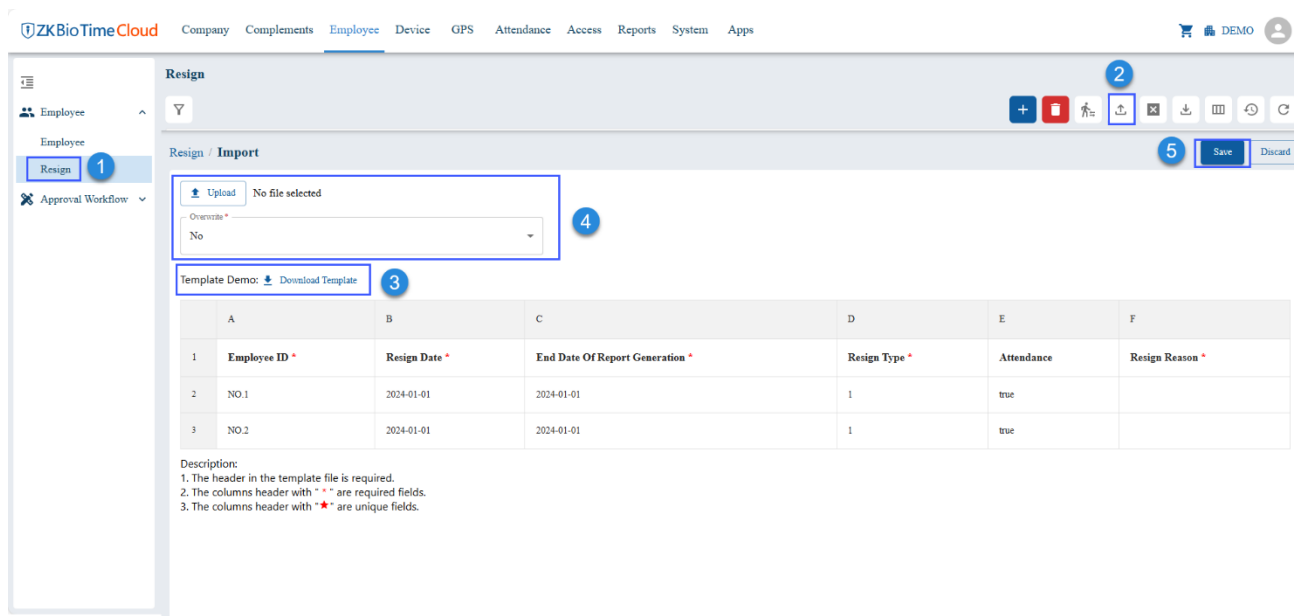 ZKBioTime Cloud Company Complements Employee Device GPS Attendance Access Reports System Apps DEMO
Resign
2
Employee
Employee
Resign 1
Approval Workflow
Resign / Import
5 Save Discard
Upload No file selected
Overwrite *
No
4
Template Demo: Download Template 3
A B C D E F
1 Employee ID * Resign Date * End Date Of Report Generation * Resign Type * Attendance Resign Reason *
2 NO.1 2024-01-01 2024-01-01 1 true
3 NO.2 2024-01-01 2024-01-01 1 true
Description:
1. The header in the template file is required.
2. The columns header with " * " are required fields.
3. The columns header with "★" are unique fields.